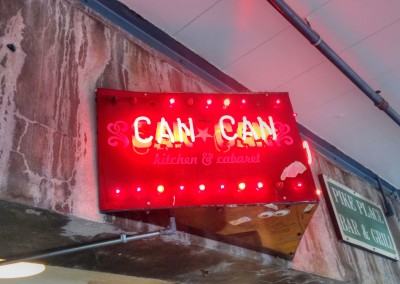 CAN CAN
kitchen & cabaret
PIKE PLACE
BAR & GRILL